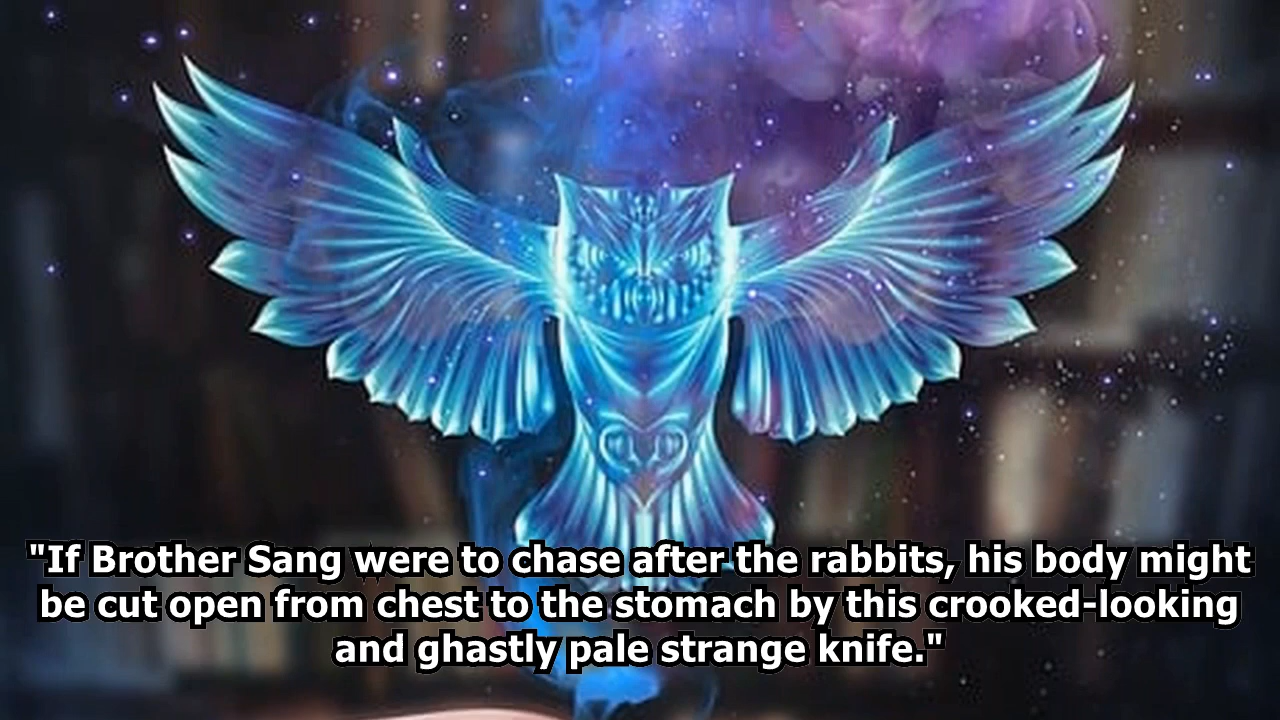 "If Brother Sang were to chase after the rabbits, his body might
be cut open from chest to the stomach by this crooked-looking
and ghastly pale strange knife."